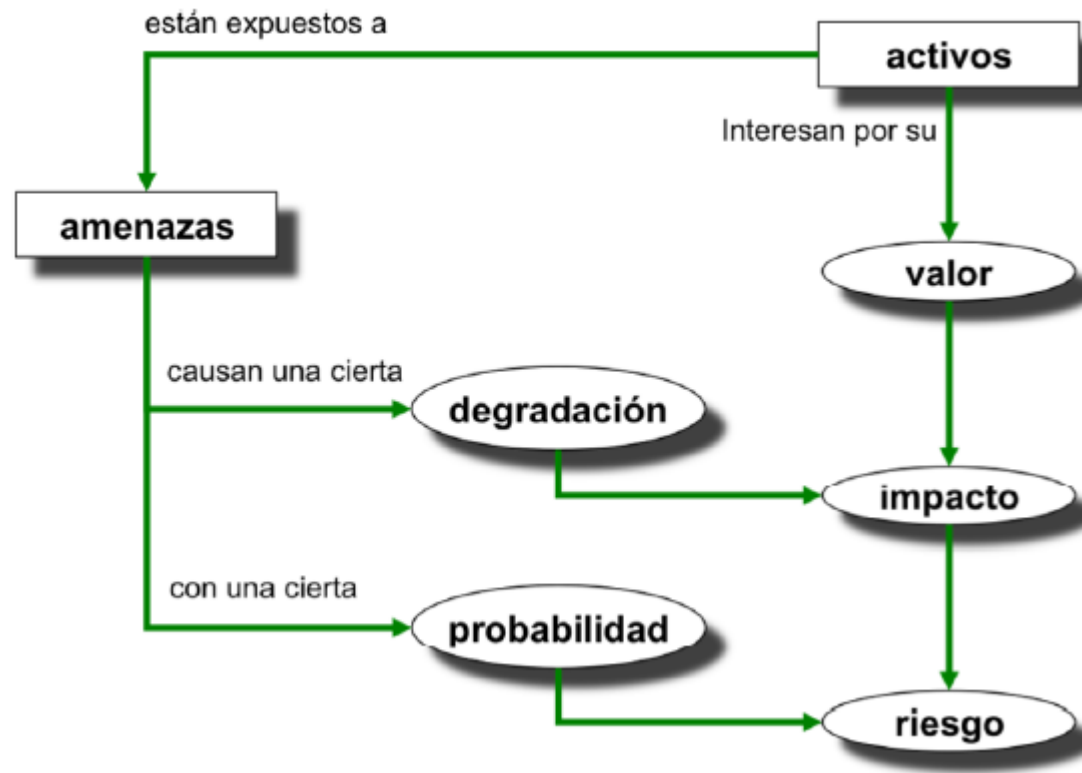 están expuestos a
activos
Interesan por su
amenazas
valor
causan una cierta
degradación
impacto
con una cierta
probabilidad
riesgo